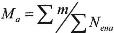 M_a = ∑ m / ∑ N_ena